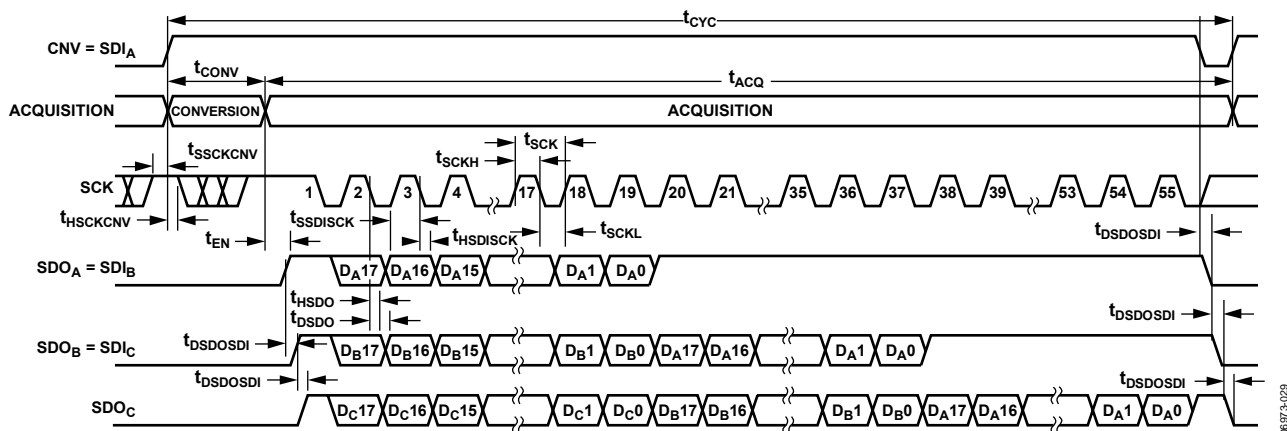 tCYC
CNV = SDIA
tCONV
tACQ
ACQUISITION
CONVERSION
ACQUISITION
tSSCKCNV
tSCK
tSCKH
SCK
1 2 3 4 17 18 19 20 21 35 36 37 38 39 53 54 55
tHSCKCNV
tSSDISCK
tHSDISCK
tSCKL
tEN
tDSDOSDI
SDOA = SDIB
DA17 DA16 DA15 DA1 DA0
tHSDO
tDSDO
tDSDOSDI
tDSDOSDI
SDOB = SDIC
DB17 DB16 DB15 DB1 DB0 DA17 DA16 DA1 DA0
tDSDOSDI
tDSDOSDI
SDOC
DC17 DC16 DC15 DC1 DC0 DB17 DB16 DB1 DB0 DA17 DA16 DA1 DA0